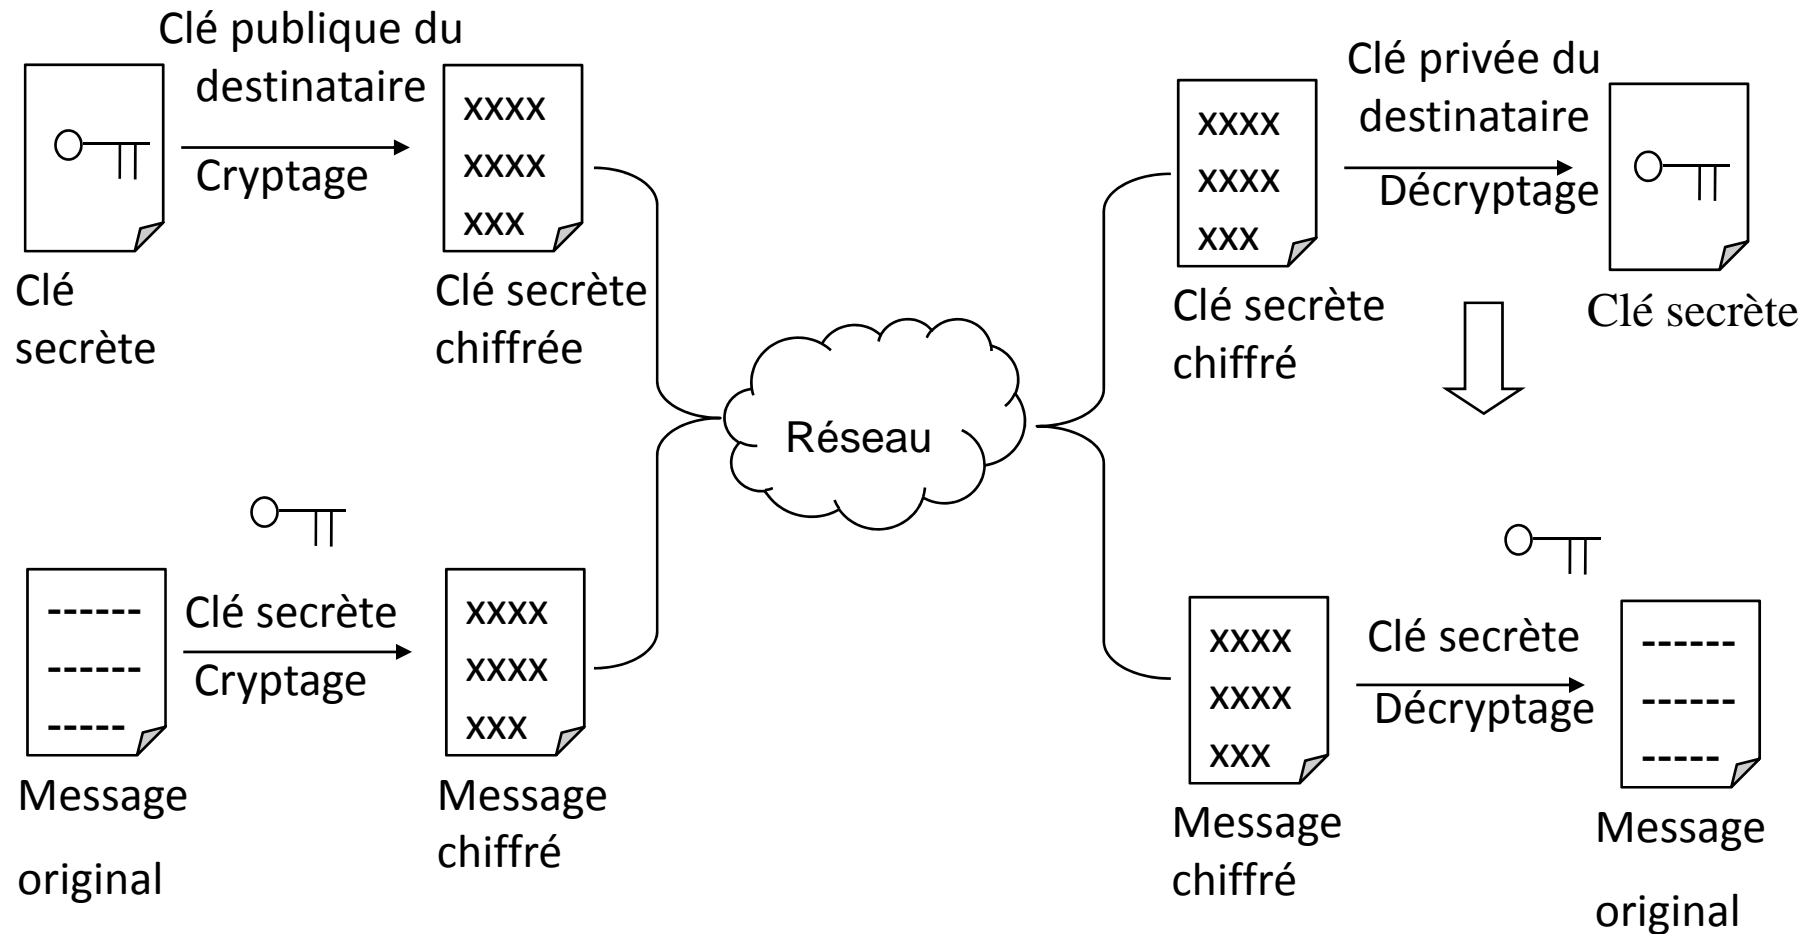 Clé publique du
destinataire
Cryptage
xxxx
xxxx
xxx
Clé
secrète
Clé secrète
chiffrée
Clé secrète
Cryptage
------
------
-----
xxxx
xxxx
xxx
Message
original
Message
chiffré
Réseau
xxxx
xxxx
xxx
Clé privée du
destinataire
Décryptage
Clé secrète
chiffré
Clé secrète
xxxx
xxxx
xxx
Clé secrète
Décryptage
------
------
-----
Message
chiffré
Message
original